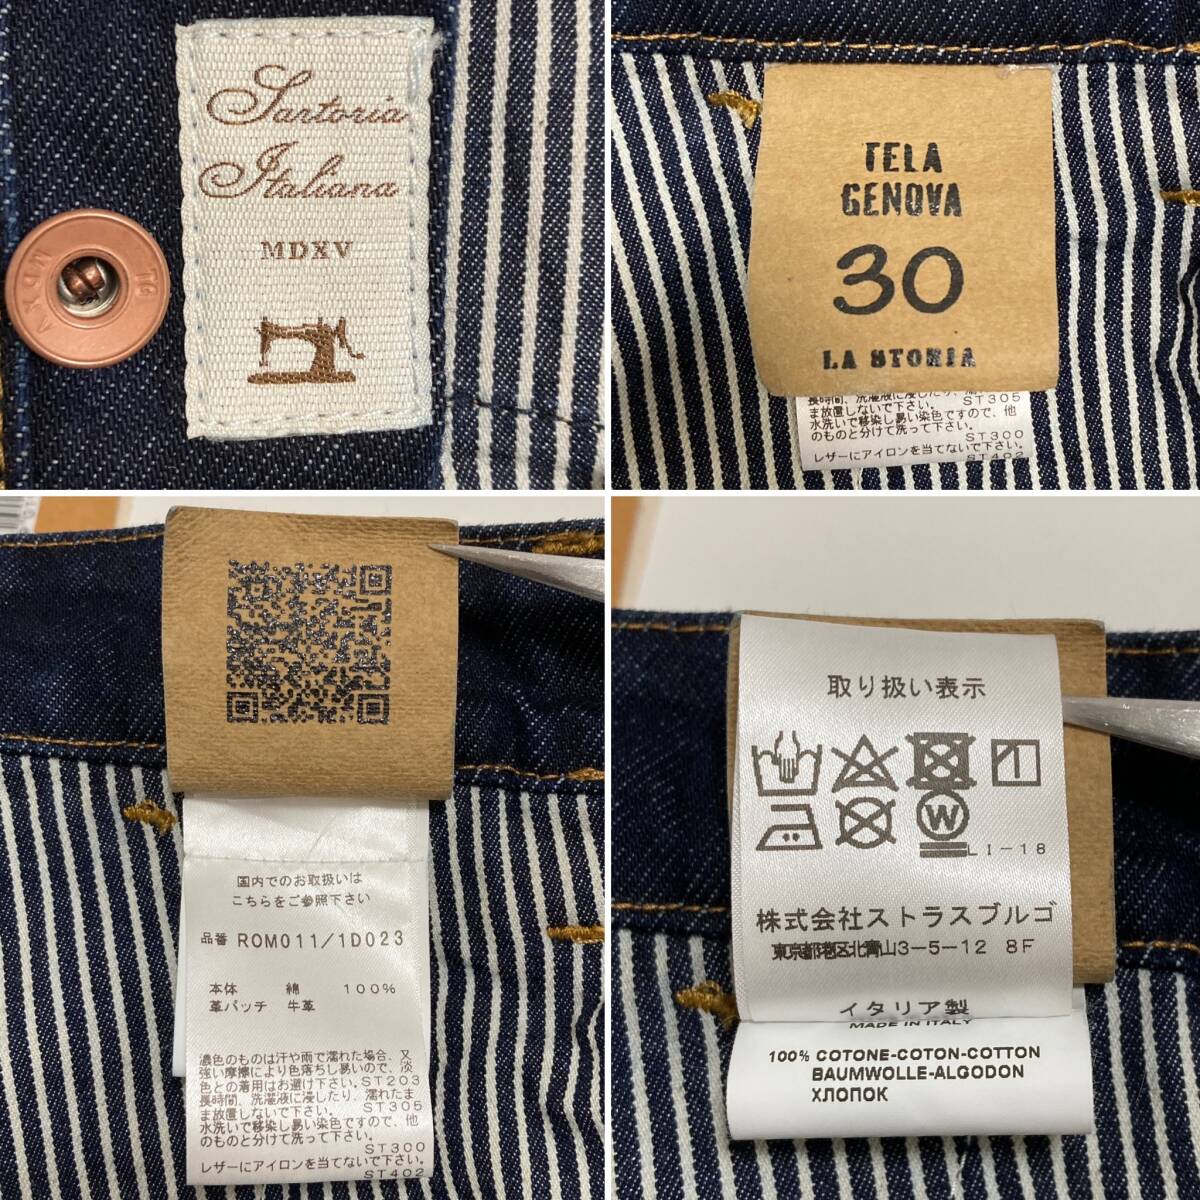 Sartoria
Italiana
MDXV
TG
MDXV
TELA
GENOVA
30
LA STORIA
長時間、洗濯液に浸したり、濡れたま
ま放置しないで下さい。 ST305
水洗いで移染し易い染色ですので、他
のものと分けて洗って下さい。
ST300
レザーにアイロンを当てないで下さい。
ST402
国内でのお取扱いは
こちらをご参照下さい
品番 ROM011/1D023
本体 綿 100%
革パッチ 牛革
濃色のものは汗や雨で濡れた場合、又
強い摩擦により色落ちし易いので、淡
色との着用はお避け下さい。ST203
長時間、洗濯液に浸したり、濡れたま
ま放置しないで下さい。 ST305
水洗いで移染し易い染色ですので、他
のものと分けて洗って下さい。
ST300
レザーにアイロンを当てないで下さい。
ST402
取り扱い表示
W
LI-18
株式会社ストラスブルゴ
東京都港区北青山3-5-12 8F
イタリア製
MADE IN ITALY
100% COTONE-COTON-COTTON
BAUMWOLLE-ALGODON
ХЛОПОК